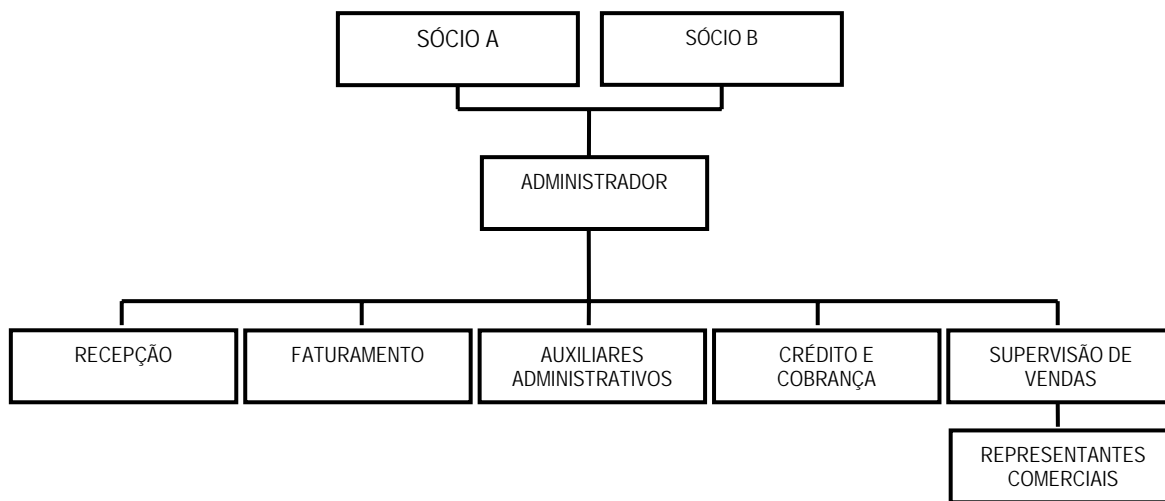 SÓCIO A
SÓCIO B
ADMINISTRADOR
RECEPÇÃO
FATURAMENTO
AUXILIARES
ADMINISTRATIVOS
CRÉDITO E
COBRANÇA
SUPERVISÃO DE
VENDAS
REPRESENTANTES
COMERCIAIS